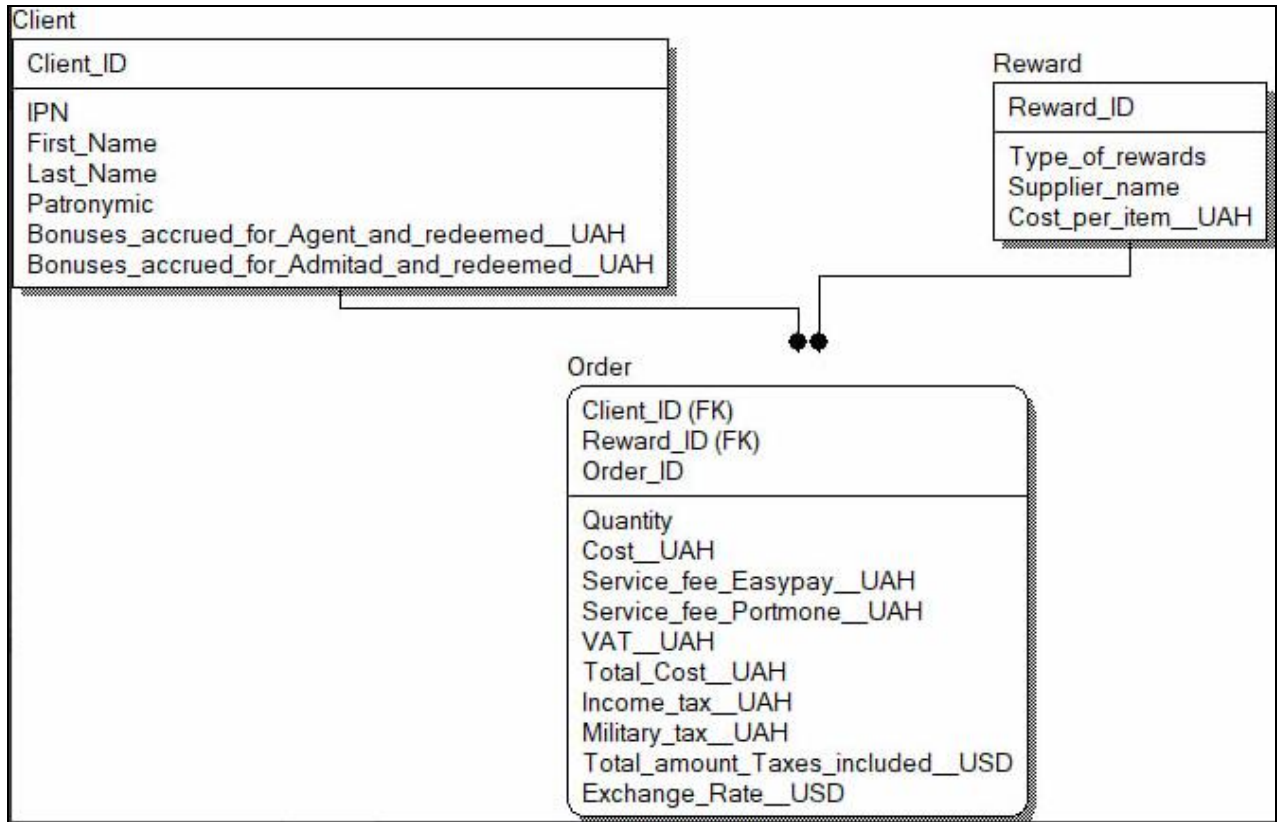 Client
Client_ID
IPN
First_Name
Last_Name
Patronymic
Bonuses_accrued_for_Agent_and_redeemed__UAH
Bonuses_accrued_for_Admitad_and_redeemed__UAH
Reward
Reward_ID
Type_of_rewards
Supplier_name
Cost_per_item__UAH
Order
Client_ID (FK)
Reward_ID (FK)
Order_ID
Quantity
Cost__UAH
Service_fee_Easypay__UAH
Service_fee_Portmone__UAH
VAT__UAH
Total_Cost__UAH
Income_tax__UAH
Military_tax__UAH
Total_amount_Taxes_included__USD
Exchange_Rate__USD